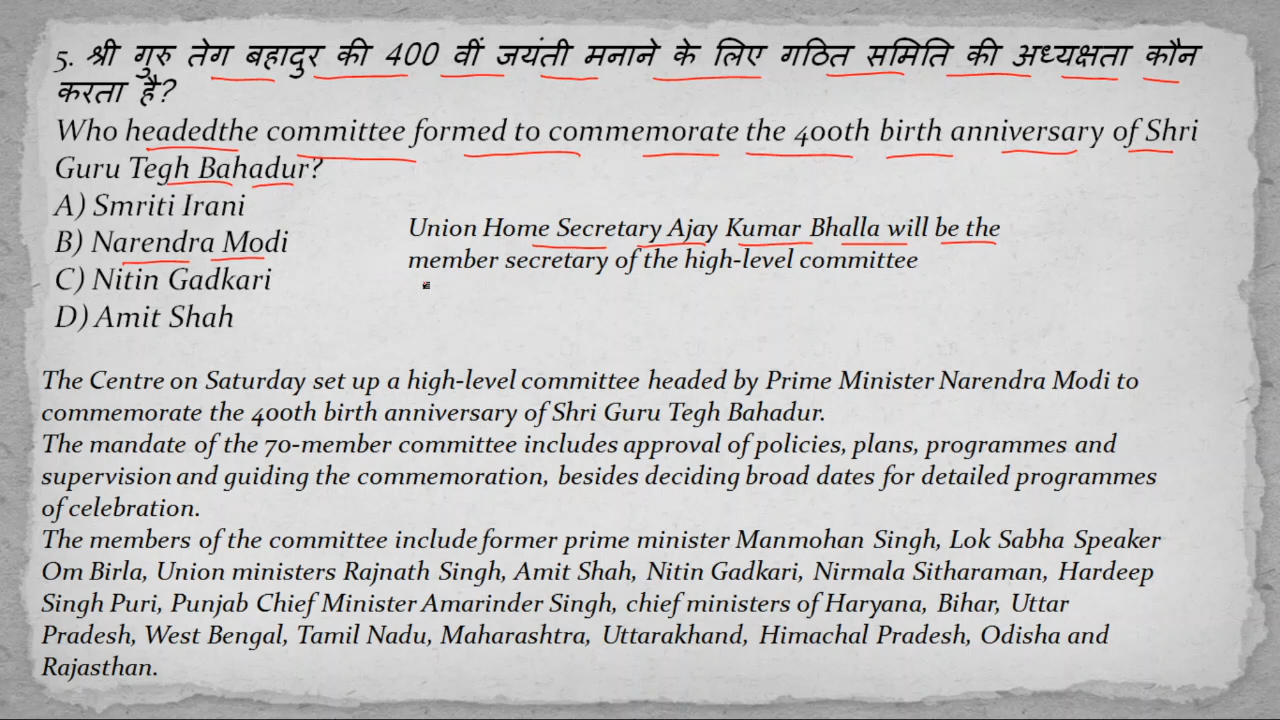 5. श्री गुरु तेग बहादुर की 400 वीं जयंती मनाने के लिए गठित समिति की अध्यक्षता कौन
करता है?
Who headedthe committee formed to commemorate the 400th birth anniversary of Shri
Guru Tegh Bahadur?
A) Smriti Irani
B) Narendra Modi
C) Nitin Gadkari
D) Amit Shah
Union Home Secretary Ajay Kumar Bhalla will be the
member secretary of the high-level committee
The Centre on Saturday set up a high-level committee headed by Prime Minister Narendra Modi to
commemorate the 400th birth anniversary of Shri Guru Tegh Bahadur.
The mandate of the 70-member committee includes approval of policies, plans, programmes and
supervision and guiding the commemoration, besides deciding broad dates for detailed programmes
of celebration.
The members of the committee include former prime minister Manmohan Singh, Lok Sabha Speaker
Om Birla, Union ministers Rajnath Singh, Amit Shah, Nitin Gadkari, Nirmala Sitharaman, Hardeep
Singh Puri, Punjab Chief Minister Amarinder Singh, chief ministers of Haryana, Bihar, Uttar
Pradesh, West Bengal, Tamil Nadu, Maharashtra, Uttarakhand, Himachal Pradesh, Odisha and
Rajasthan.